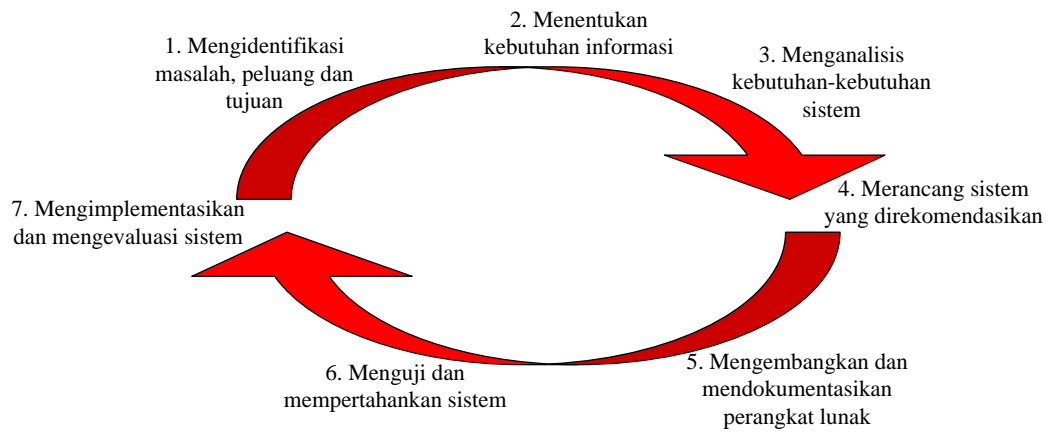 1. Mengidentifikasi
masalah, peluang dan
tujuan
2. Menentukan
kebutuhan informasi
3. Menganalisis
kebutuhan-kebutuhan
sistem
4. Merancang sistem
yang direkomendasikan
5. Mengembangkan dan
mendokumentasikan
perangkat lunak
6. Menguji dan
mempertahankan sistem
7. Mengimplementasikan
dan mengevaluasi sistem